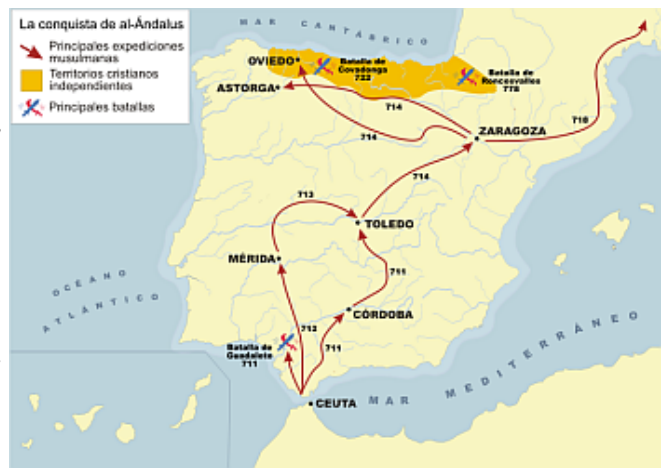 La conquista de al-Ándalus
Principales expediciones
musulmanas
Territorios cristianos
independientes
Principales batallas
MAR CANTÁBRICO
OVIEDO
Batalla de
Covadonga
722
Batalla de
Roncesvalles
778
ASTORGA
714
714
ZARAGOZA
718
714
713
TOLEDO
MÉRIDA
711
OCÉANO
ATLÁNTICO
CÓRDOBA
712
711
Batalla de
Guadalete
711
CEUTA
MAR MEDITERRÁNEO